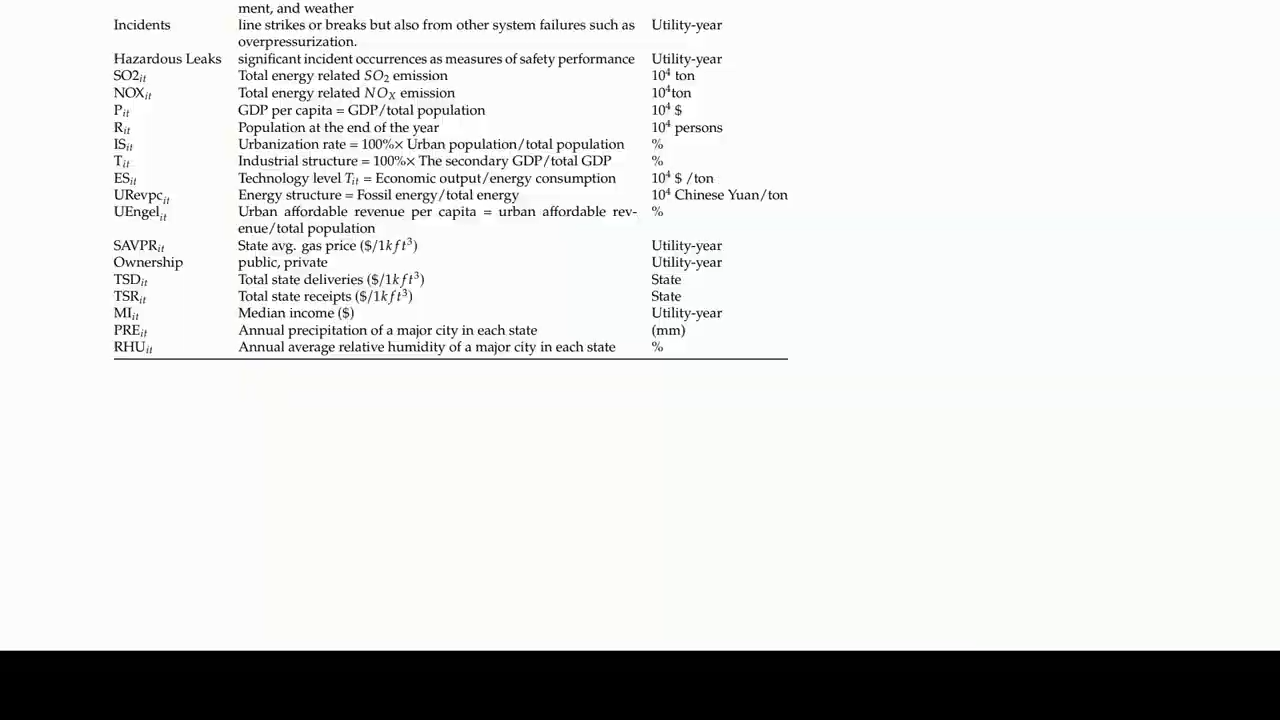 ment, and weather
Incidents line strikes or breaks but also from other system failures such as Utility-year
overpressurization.
Hazardous Leaks significant incident occurrences as measures of safety performance Utility-year
SO2it Total energy related SO2 emission 10^4 ton
NOXit Total energy related NOX emission 10^4ton
Pit GDP per capita = GDP/total population 10^4 $
Rit Population at the end of the year 10^4 persons
ISit Urbanization rate = 100%× Urban population/total population %
Tit Industrial structure = 100%× The secondary GDP/total GDP %
ESit Technology level Tit = Economic output/energy consumption 10^4 $ /ton
URevpcit Energy structure = Fossil energy/total energy 10^4 Chinese Yuan/ton
UEngelit Urban affordable revenue per capita = urban affordable rev- %
enue/total population
SAVPRit State avg. gas price ($/1kft^3) Utility-year
Ownership public, private Utility-year
TSDit Total state deliveries ($/1kft^3) State
TSRit Total state receipts ($/1kft^3) State
MIit Median income ($) Utility-year
PREit Annual precipitation of a major city in each state (mm)
RHUit Annual average relative humidity of a major city in each state %